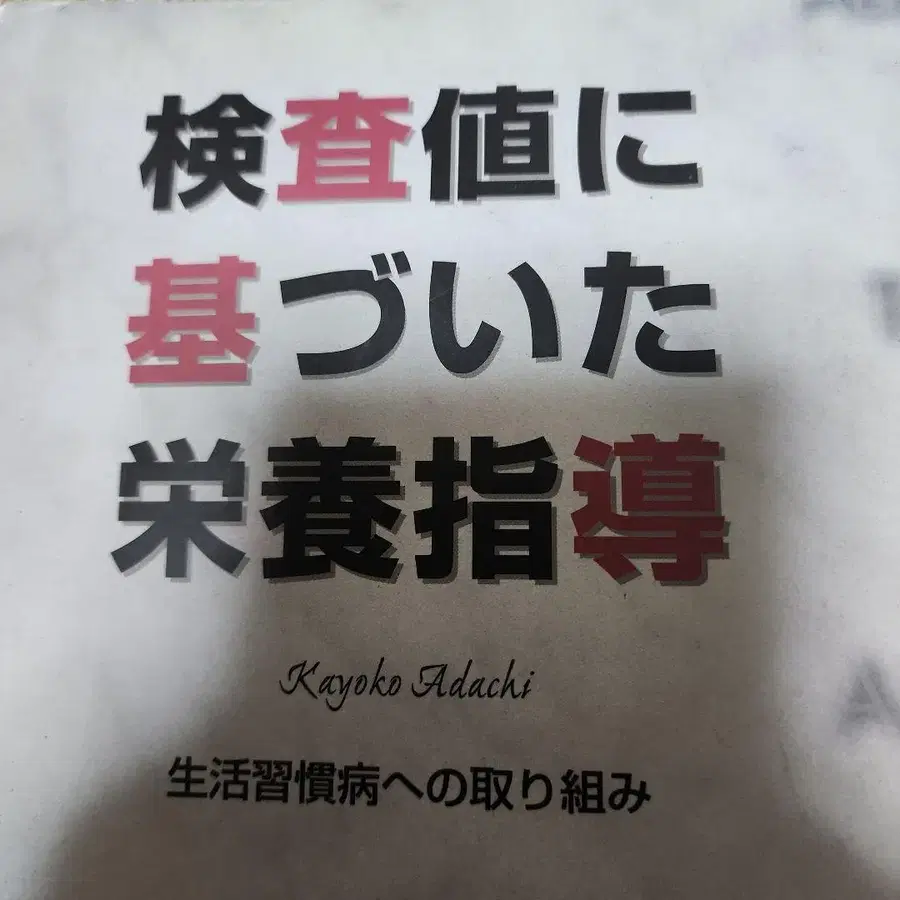 検査値に
基づいた
栄養指導
Kayoko Adachi
生活習慣病への取り組み